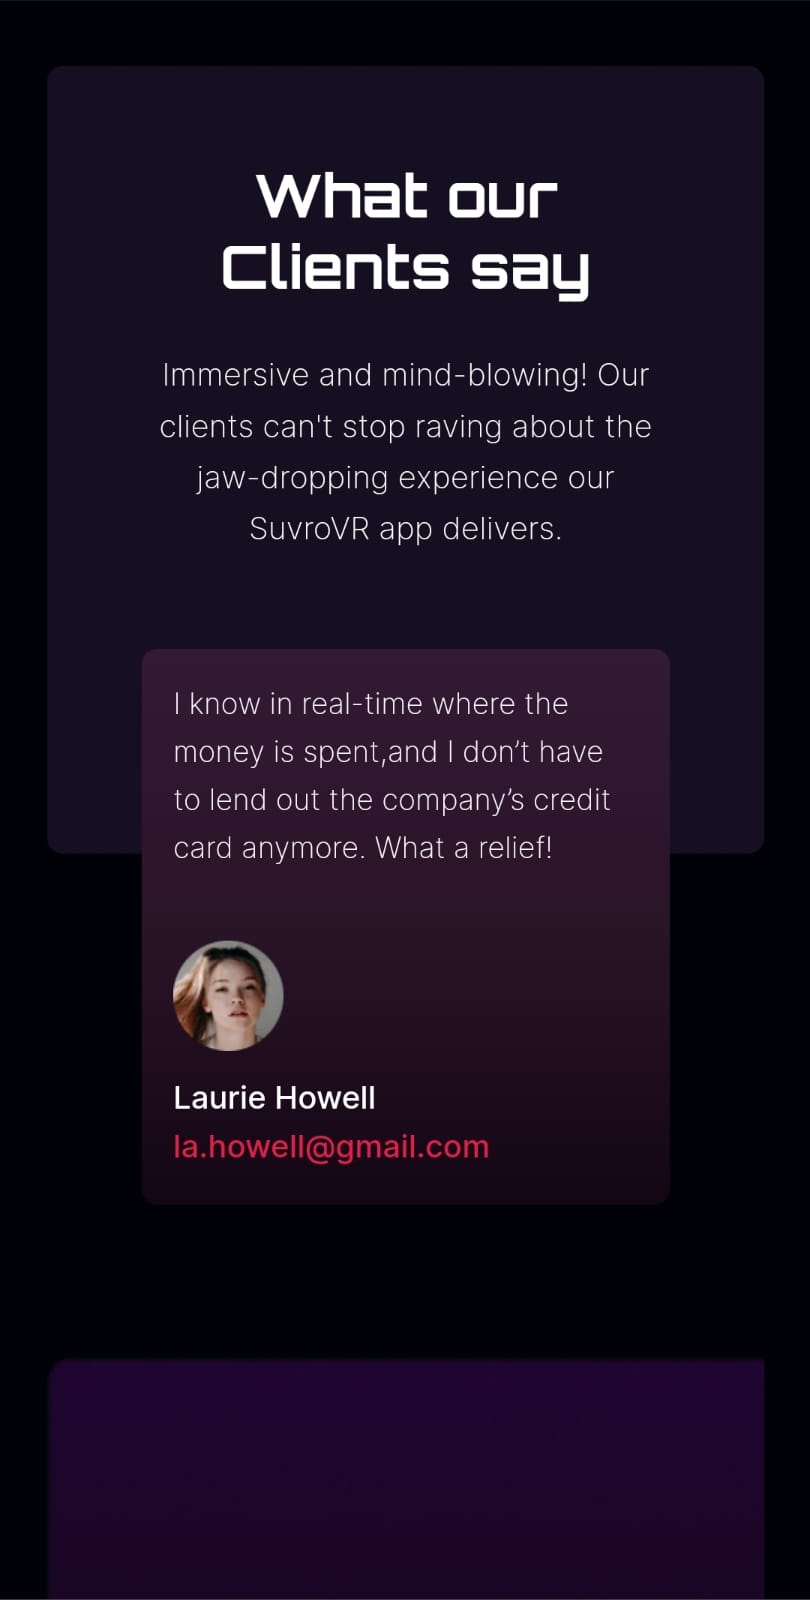 What our
Clients say
Immersive and mind-blowing! Our
clients can't stop raving about the
jaw-dropping experience our
SuvroVR app delivers.
I know in real-time where the
money is spent,and I don’t have
to lend out the company’s credit
card anymore. What a relief!
Laurie Howell
la.howell@gmail.com